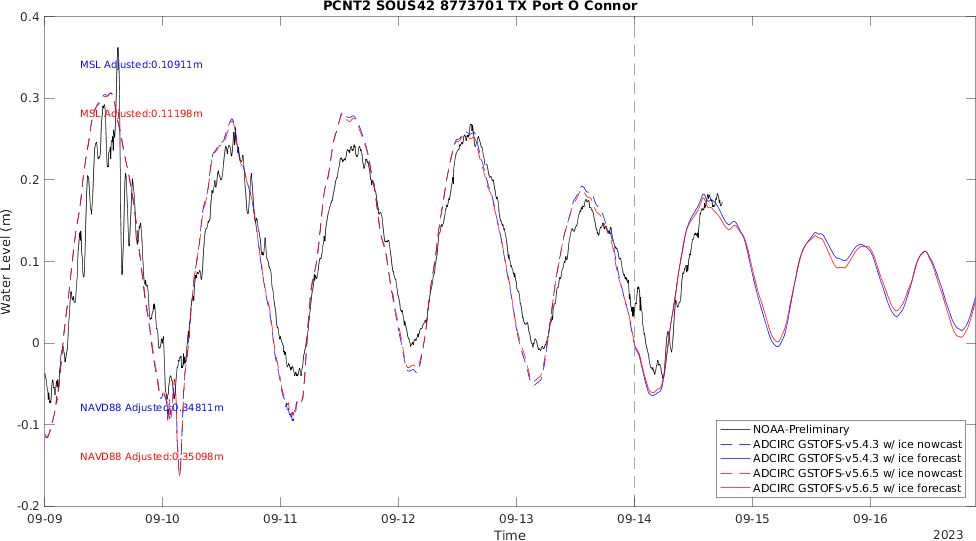 PCNT2 SOUS42 8773701 TX Port O Connor
0.4
0.3
0.2
0.1
0
-0.1
-0.2
Water Level (m)
MSL Adjusted:0.10911m
MSL Adjusted:0.11198m
NAVD88 Adjusted:0.34811m
NAVD88 Adjusted:0.35098m
NOAA-Preliminary
ADCIRC GSTOFS-v5.4.3 w/ ice nowcast
ADCIRC GSTOFS-v5.4.3 w/ ice forecast
ADCIRC GSTOFS-v5.6.5 w/ ice nowcast
ADCIRC GSTOFS-v5.6.5 w/ ice forecast
09-09 09-10 09-11 09-12 09-13 09-14 09-15 09-16
Time
2023